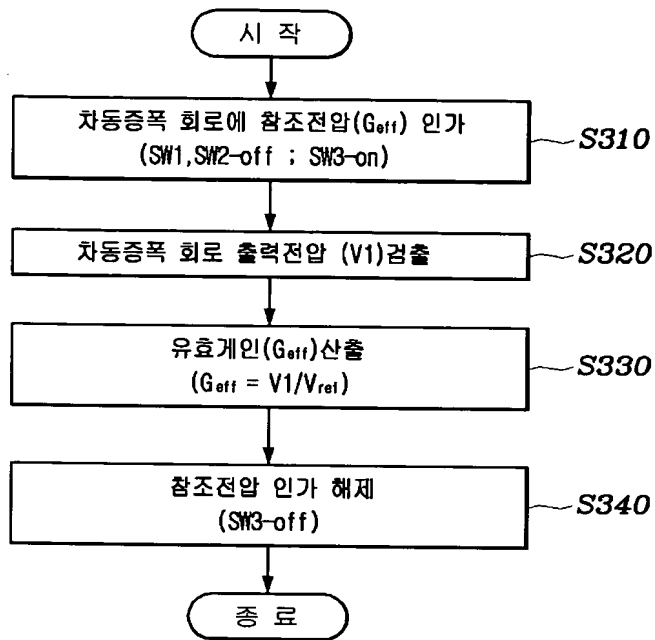 시 작
차동증폭 회로에 참조전압(Geff) 인가
(SW1,SW2-off ; SW3-on)
S310
차동증폭 회로 출력전압 (V1)검출
S320
유효게인(Geff)산출
(Geff = V1/Vref)
S330
참조전압 인가 해제
(SW3-off)
S340
종 료